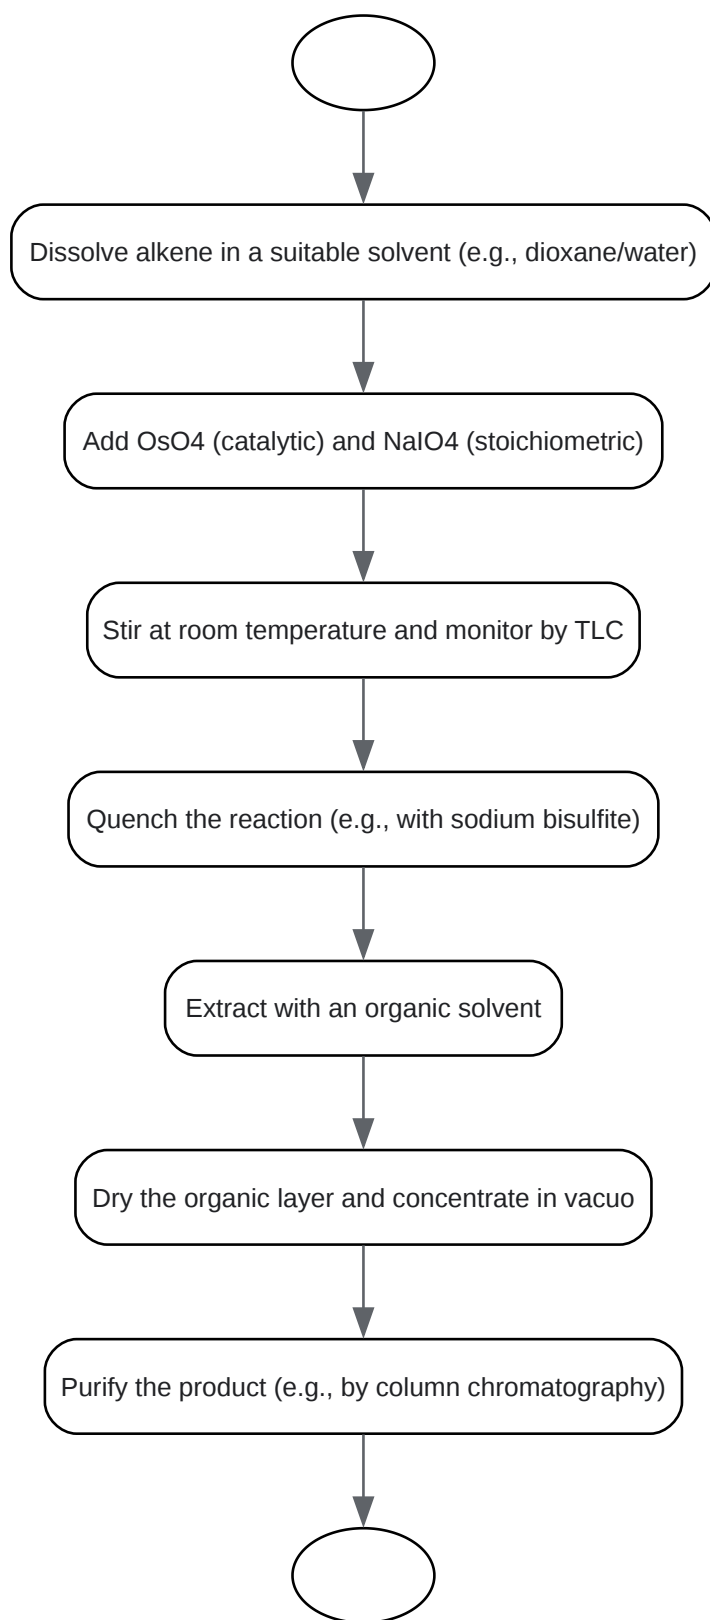 Dissolve alkene in a suitable solvent (e.g., dioxane/water)
Add OsO4 (catalytic) and NaIO4 (stoichiometric)
Stir at room temperature and monitor by TLC
Quench the reaction (e.g., with sodium bisulfite)
Extract with an organic solvent
Dry the organic layer and concentrate in vacuo
Purify the product (e.g., by column chromatography)